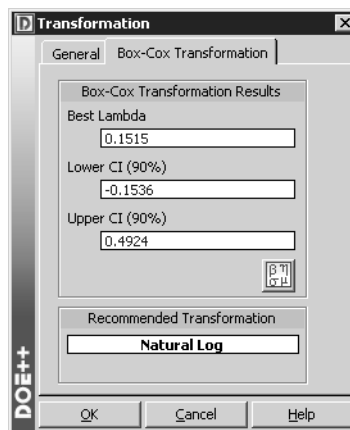 D Transformation
General Box-Cox Transformation
Box-Cox Transformation Results
Best Lambda
0.1515
Lower CI (90%)
-0.1536
Upper CI (90%)
0.4924
β η
σ μ
Recommended Transformation
Natural Log
DOE++
OK Cancel Help